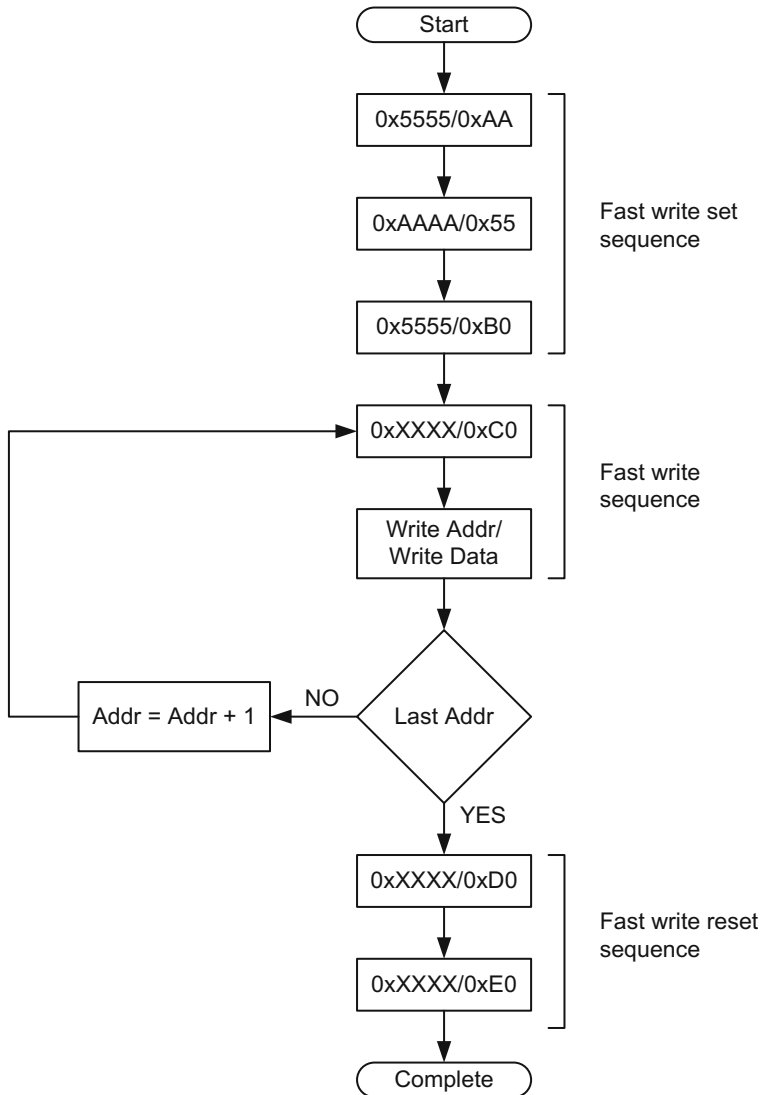 Start
0x5555/0xAA
0xAAAA/0x55
Fast write set
sequence
0x5555/0xB0
0xXXXX/0xC0
Fast write
sequence
Write Addr/
Write Data
Last Addr
NO
Addr = Addr + 1
YES
0xXXXX/0xD0
Fast write reset
sequence
0xXXXX/0xE0
Complete